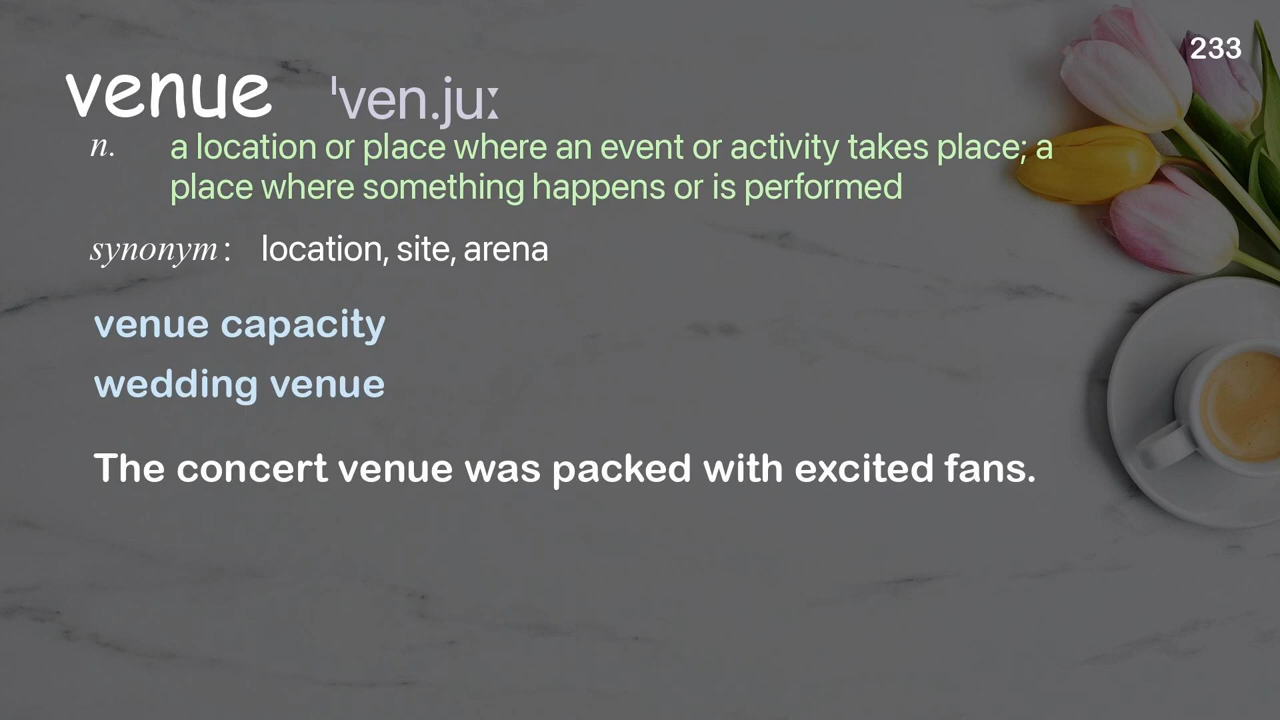 233
venue ˈven.juː
n. a location or place where an event or activity takes place; a
place where something happens or is performed
synonym: location, site, arena
venue capacity
wedding venue
The concert venue was packed with excited fans.